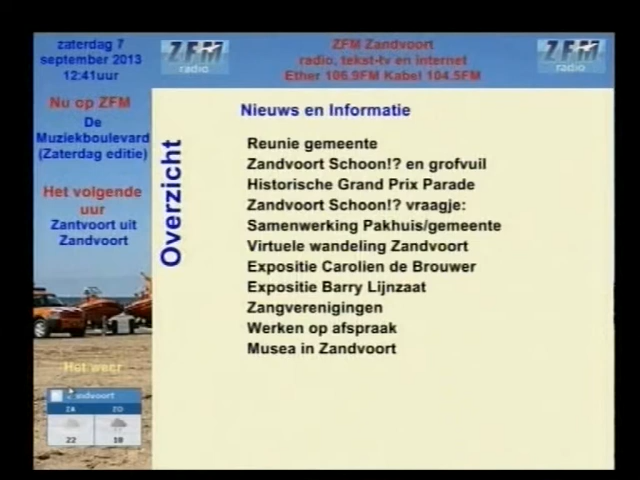 zaterdag 7
september 2013
12:41uur
ZFM
radio
ZFM Zandvoort
radio, tekst-tv en internet
Ether 106.9FM Kabel 104.5FM
ZFM
radio
Nu op ZFM
De
Muziekboulevard
(Zaterdag editie)
Het volgende
uur
Zantvoort uit
Zandvoort
Het weer
ZA ZO
22 18
Overzicht
Nieuws en Informatie
Reunie gemeente
Zandvoort Schoon!? en grofvuil
Historische Grand Prix Parade
Zandvoort Schoon!? vraagje:
Samenwerking Pakhuis/gemeente
Virtuele wandeling Zandvoort
Expositie Carolien de Brouwer
Expositie Barry Lijnzaat
Zangverenigingen
Werken op afspraak
Musea in Zandvoort